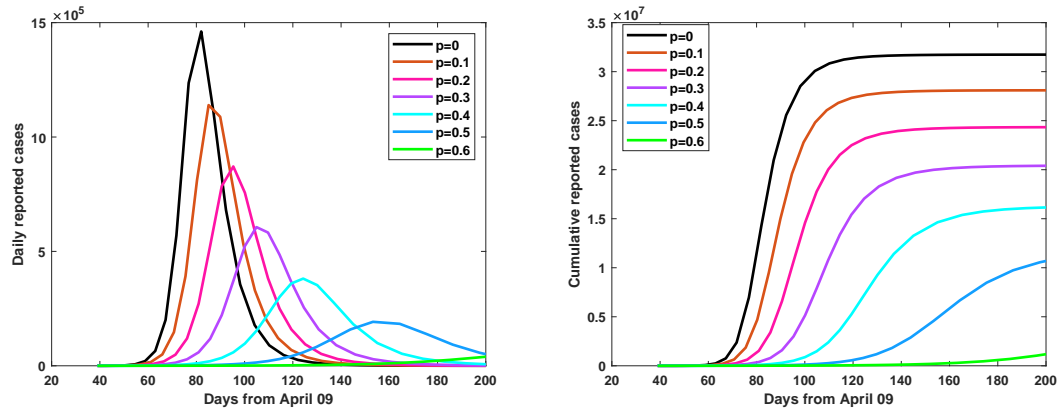 ×10^5
15
10
5
0
20
40
60
80
100
120
140
160
180
200
Daily reported cases
Days from April 09
p=0
p=0.1
p=0.2
p=0.3
p=0.4
p=0.5
p=0.6
×10^7
3.5
3
2.5
2
1.5
1
0.5
0
20
40
60
80
100
120
140
160
180
200
Cumulative reported cases
Days from April 09
p=0
p=0.1
p=0.2
p=0.3
p=0.4
p=0.5
p=0.6